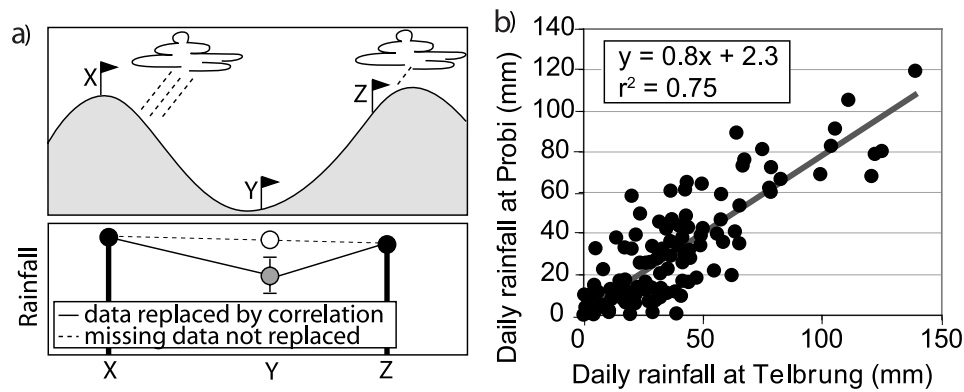 a)
X
Z
Y
Rainfall
data replaced by correlation
missing data not replaced
X Y Z
b)
Daily rainfall at Probi (mm)
140
120
100
80
60
40
20
0
y = 0.8x + 2.3
r² = 0.75
0 50 100 150
Daily rainfall at Telbrung (mm)